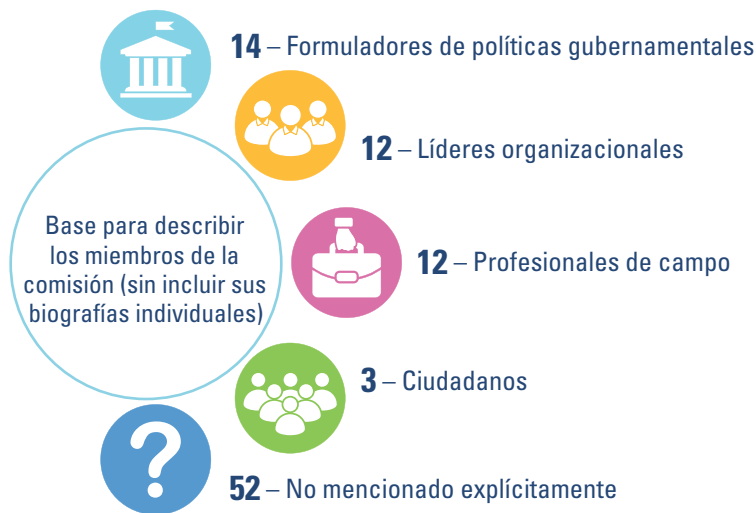 14 – Formuladores de políticas gubernamentales
12 – Líderes organizacionales
Base para describir
los miembros de la
comisión (sin incluir sus
biografías individuales)
12 – Profesionales de campo
3 – Ciudadanos
52 – No mencionado explícitamente